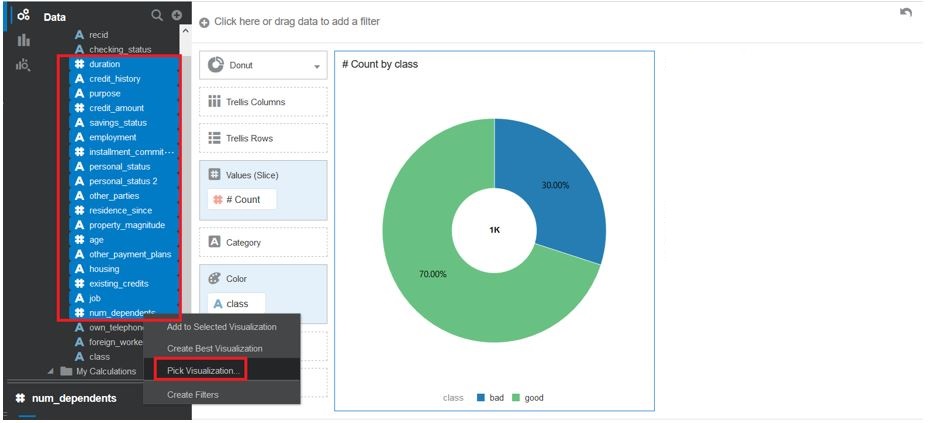 Data
recid
checking_status
duration
credit_history
purpose
credit_amount
savings_status
employment
installment_commit···
personal_status
personal_status 2
other_parties
residence_since
property_magnitude
age
other_payment_plans
housing
existing_credits
job
num_dependents
own_telephon
foreign_worke
class
My Calculations
num_dependents
Add to Selected Visualization
Create Best Visualization
Pick Visualization...
Create Filters
Click here or drag data to add a filter
Donut
Trellis Columns
Trellis Rows
Values (Slice)
# Count
Category
Color
class
# Count by class
30.00%
1K
70.00%
class bad good